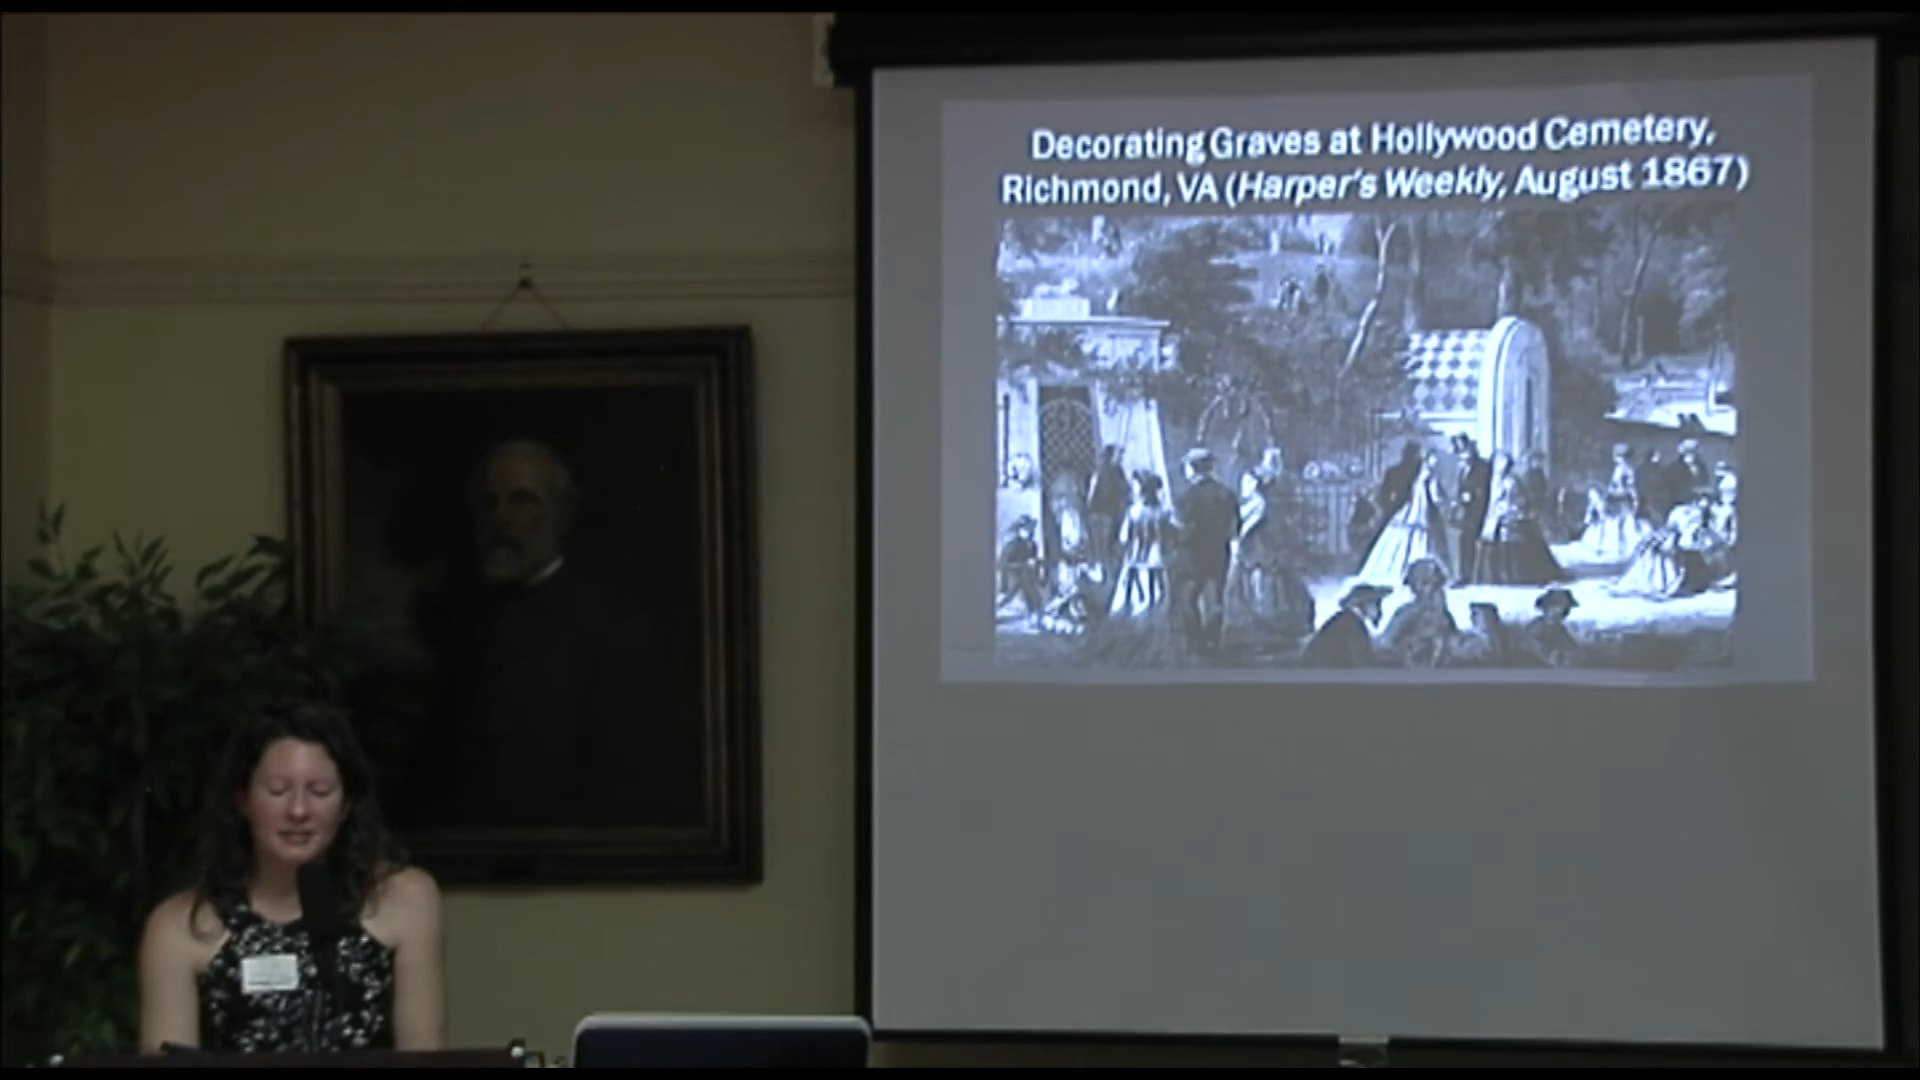 Decorating Graves at Hollywood Cemetery,
Richmond, VA (Harper's Weekly, August 1867)